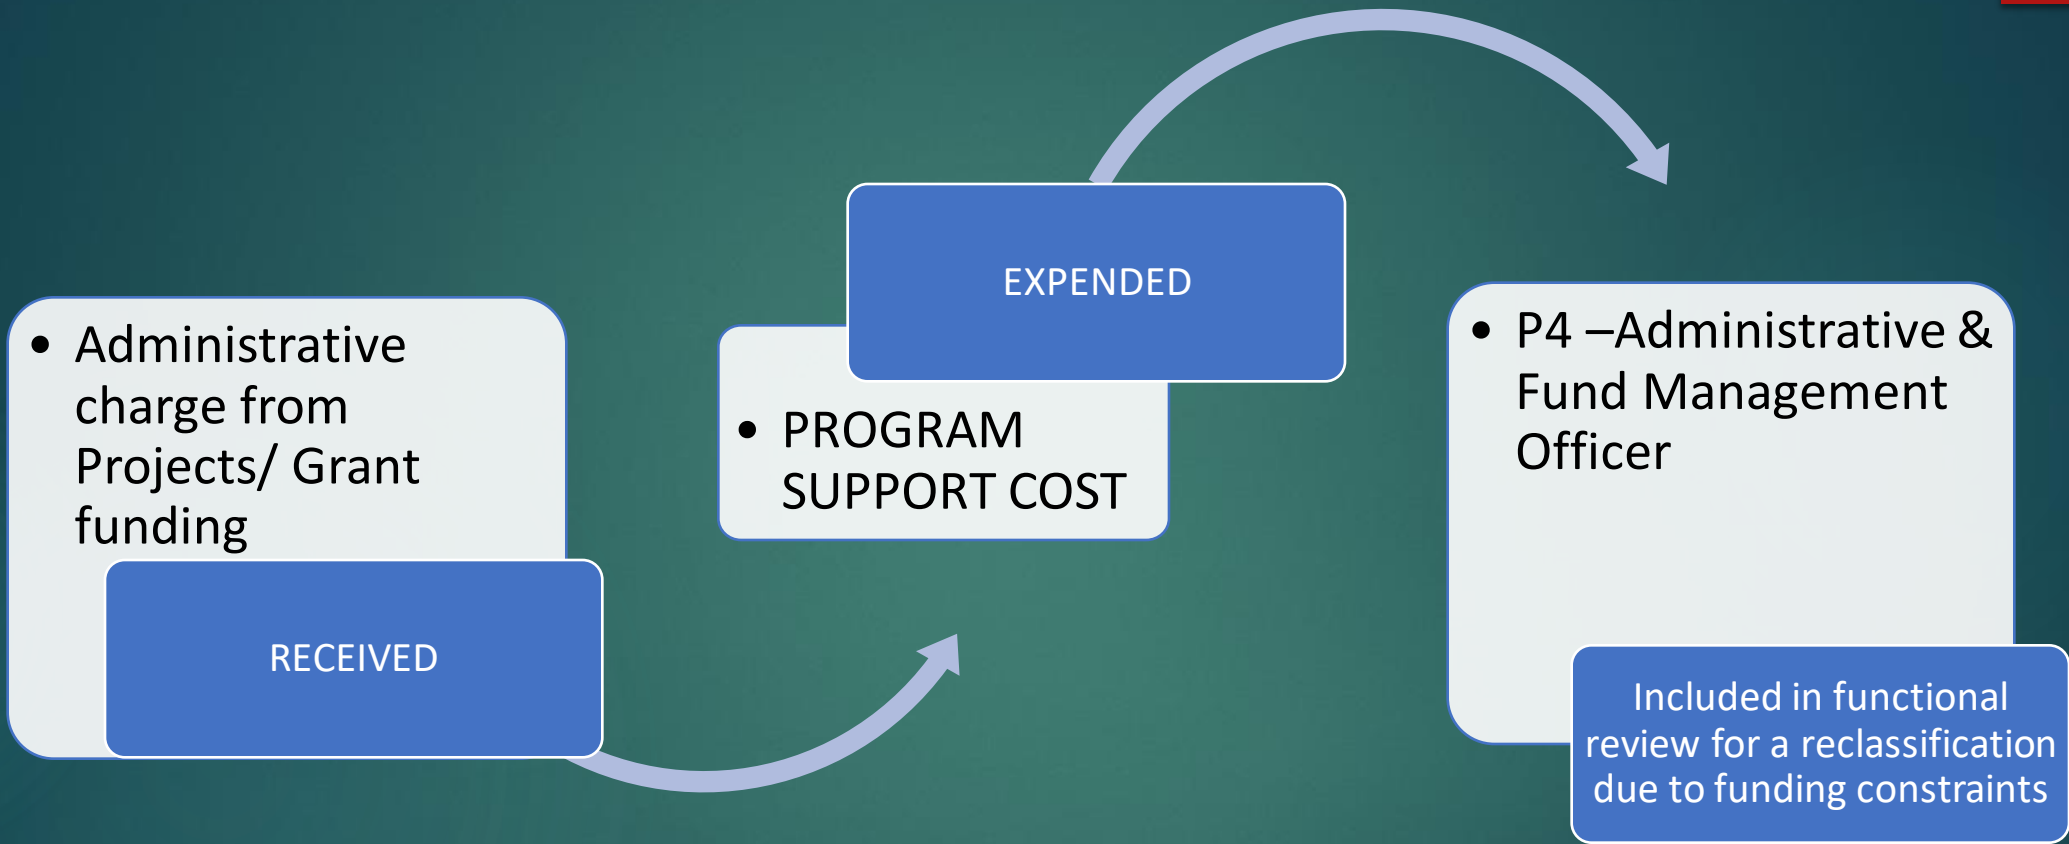 • Administrative
charge from
Projects/ Grant
funding
RECEIVED
EXPENDED
• PROGRAM
SUPPORT COST
• P4 –Administrative &
Fund Management
Officer
Included in functional
review for a reclassification
due to funding constraints